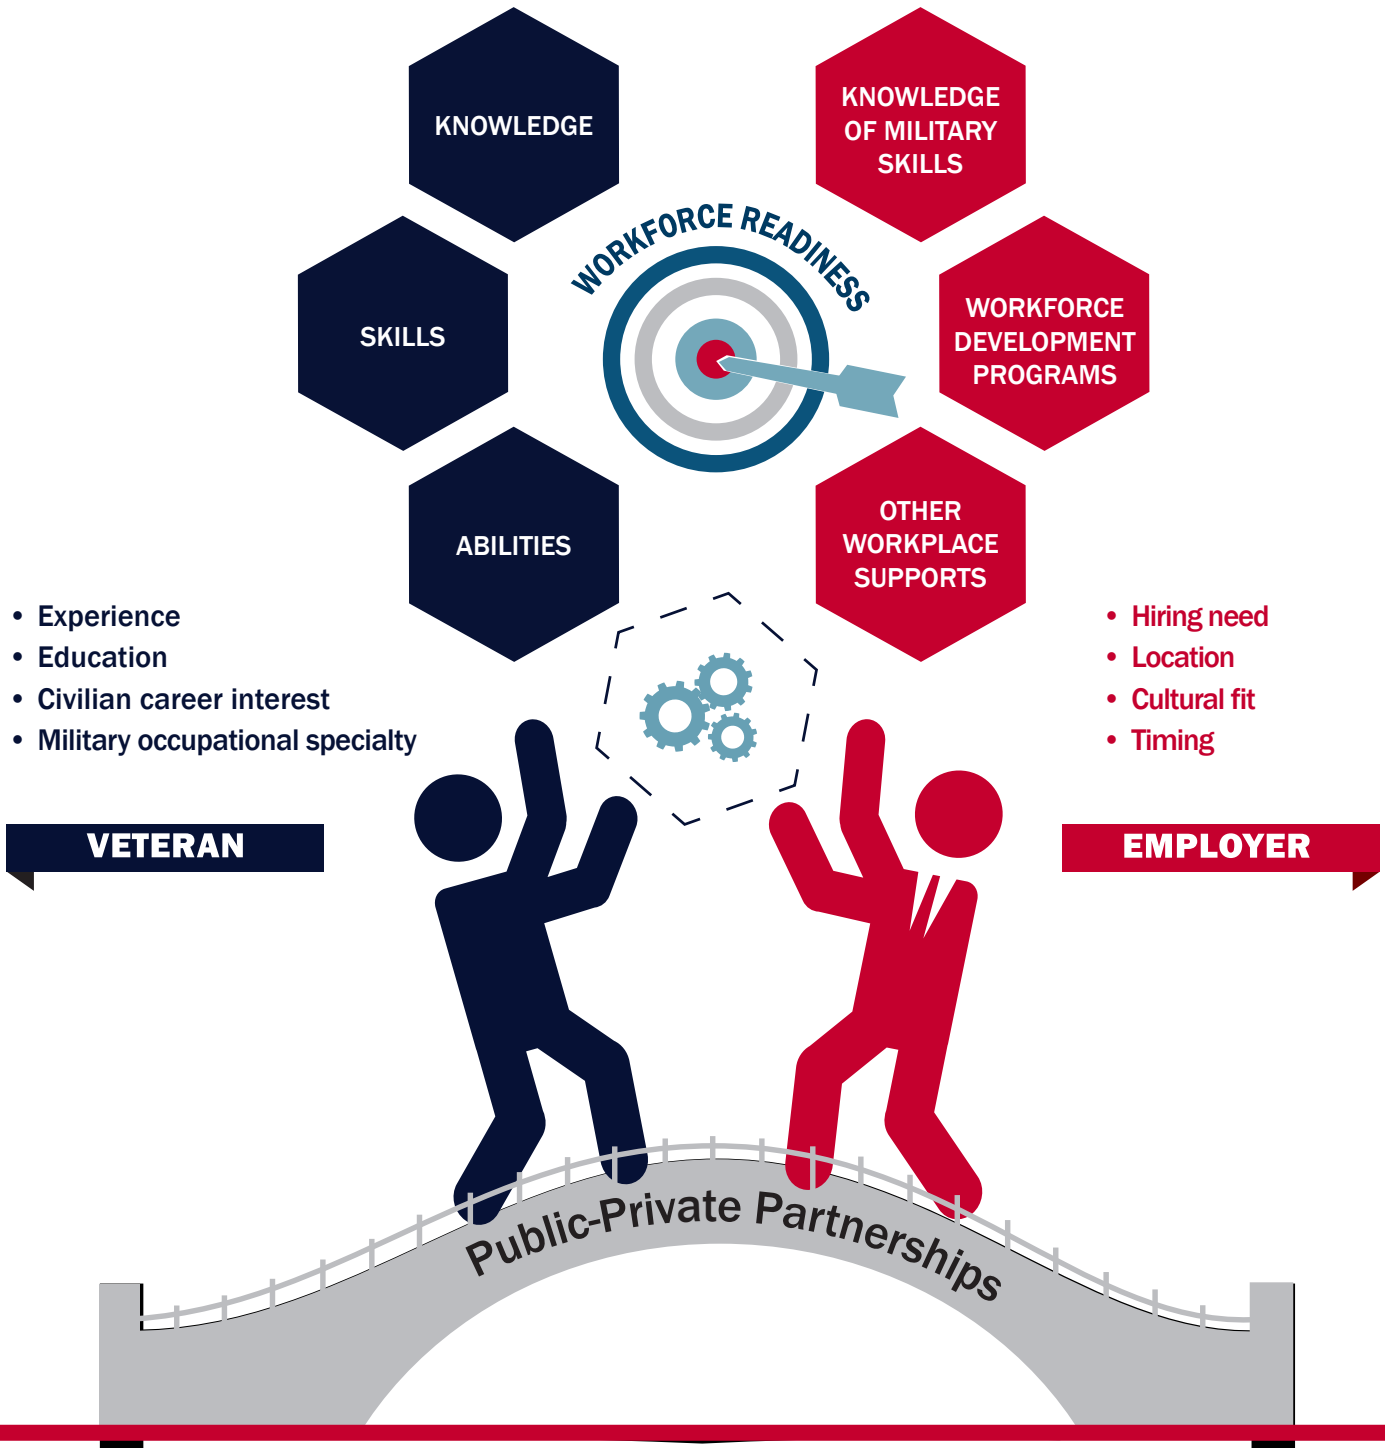 KNOWLEDGE
KNOWLEDGE
OF MILITARY
SKILLS
WORKFORCE READINESS
SKILLS
WORKFORCE
DEVELOPMENT
PROGRAMS
ABILITIES
OTHER
WORKPLACE
SUPPORTS
• Experience
• Education
• Civilian career interest
• Military occupational specialty
• Hiring need
• Location
• Cultural fit
• Timing
VETERAN
EMPLOYER
Public-Private Partnerships